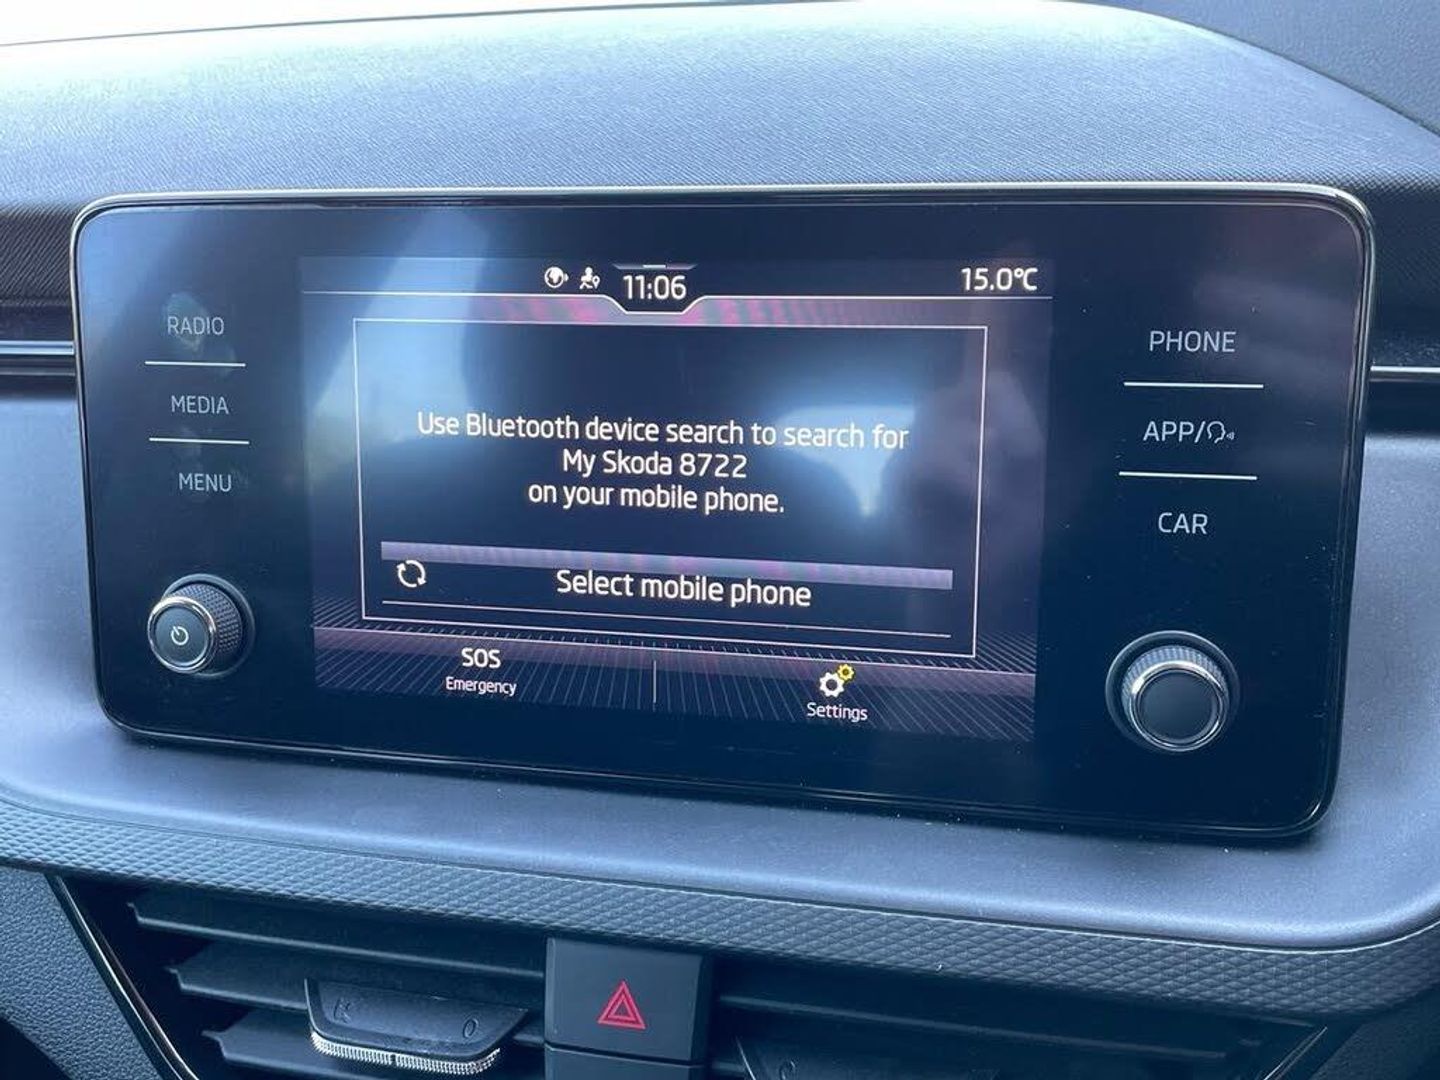 11:06
15.0°C
RADIO
MEDIA
MENU
Use Bluetooth device search to search for
My Skoda 8722
on your mobile phone.
Select mobile phone
SOS
Emergency
Settings
PHONE
APP/
CAR